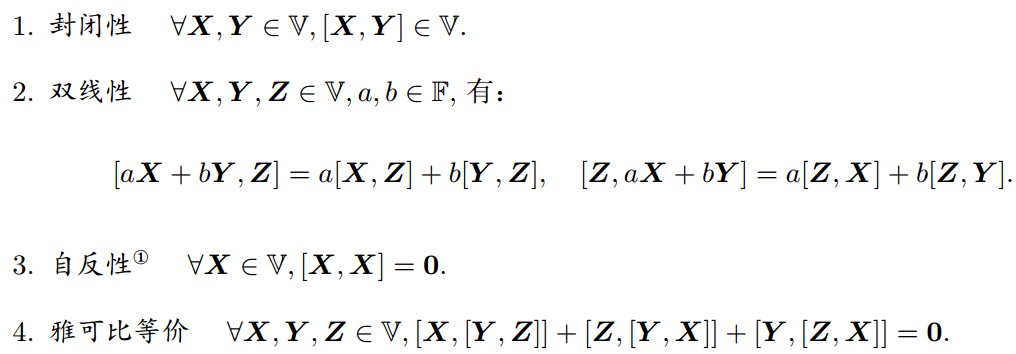 1. 封闭性 ∀X, Y ∈ 𝕍, [X, Y] ∈ 𝕍.
2. 双线性 ∀X, Y, Z ∈ 𝕍, a, b ∈ 𝔽, 有：
[aX + bY, Z] = a[X, Z] + b[Y, Z], [Z, aX + bY] = a[Z, X] + b[Z, Y].
3. 自反性① ∀X ∈ 𝕍, [X, X] = 0.
4. 雅可比等价 ∀X, Y, Z ∈ 𝕍, [X, [Y, Z]] + [Z, [Y, X]] + [Y, [Z, X]] = 0.